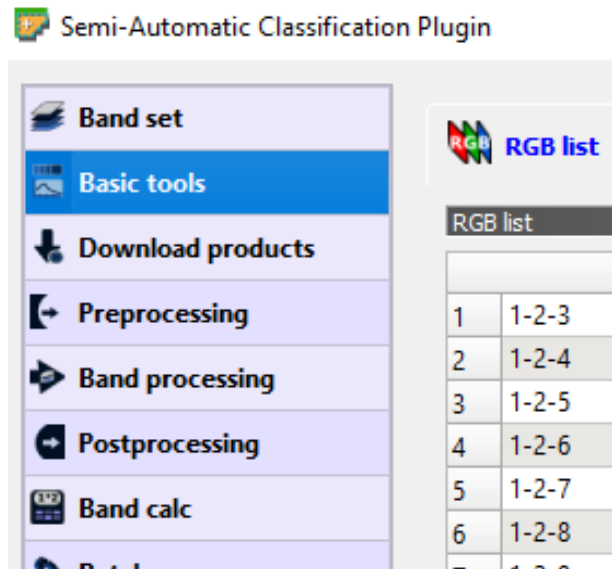 Semi-Automatic Classification Plugin
Band set
Basic tools
Download products
Preprocessing
Band processing
Postprocessing
Band calc
RGB
RGB list
RGB list
1 1-2-3
2 1-2-4
3 1-2-5
4 1-2-6
5 1-2-7
6 1-2-8